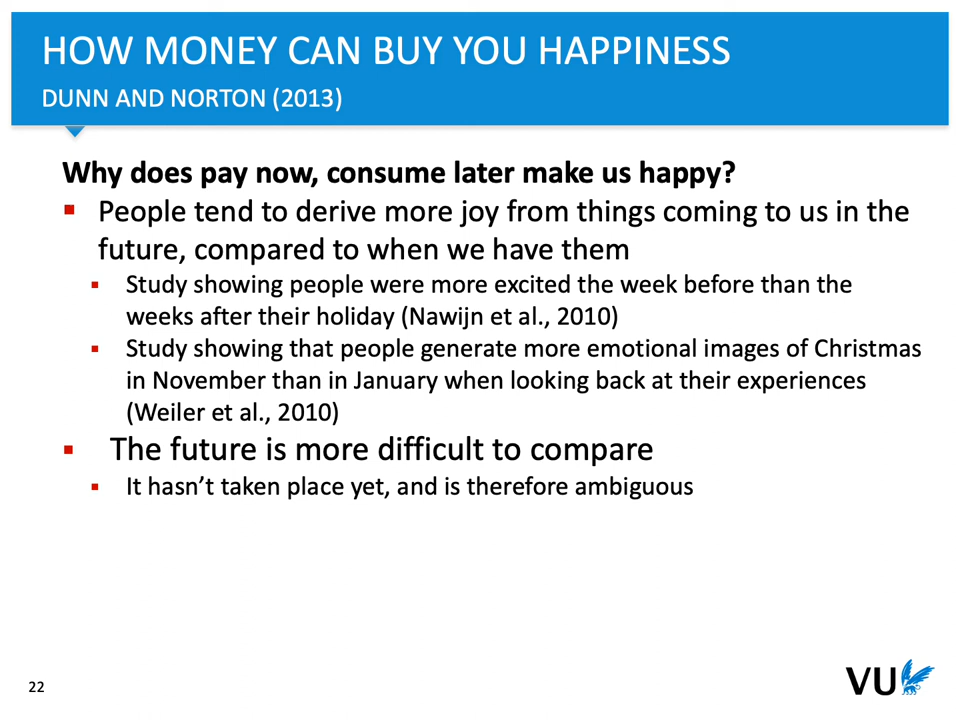 HOW MONEY CAN BUY YOU HAPPINESS
DUNN AND NORTON (2013)
Why does pay now, consume later make us happy?
People tend to derive more joy from things coming to us in the
future, compared to when we have them
Study showing people were more excited the week before than the
weeks after their holiday (Nawijn et al., 2010)
Study showing that people generate more emotional images of Christmas
in November than in January when looking back at their experiences
(Weiler et al., 2010)
The future is more difficult to compare
It hasn’t taken place yet, and is therefore ambiguous
22
VU